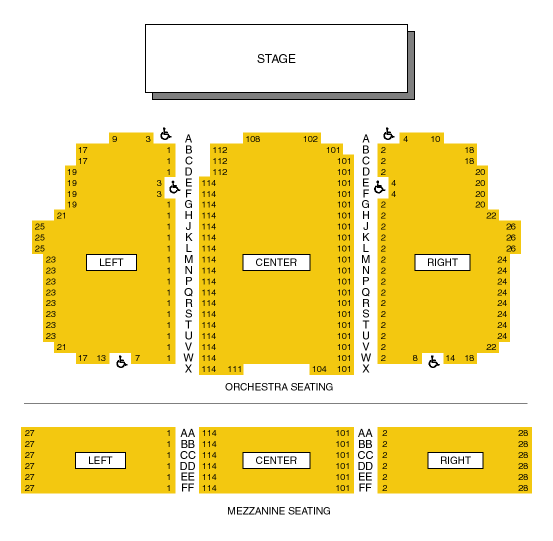 STAGE
9 3 A 108 102 A 4 10
17 1 B 112 101 B 2 18
17 1 C 112 101 C 2 18
19 1 D 112 101 D 2 20
19 3 E 114 101 E 4 20
19 3 F 114 101 F 4 20
19 1 G 114 101 G 2 20
21 1 H 114 101 H 2 22
25 1 J 114 101 J 2 26
25 1 K 114 101 K 2 26
25 1 L 114 101 L 2 26
23 LEFT 1 M 114 CENTER 101 M 2 RIGHT 24
23 1 N 114 101 N 2 24
23 1 P 114 101 P 2 24
23 1 Q 114 101 Q 2 24
23 1 R 114 101 R 2 24
23 1 S 114 101 S 2 24
23 1 T 114 101 T 2 24
23 1 U 114 101 U 2 24
21 1 V 114 101 V 2 22
17 13 7 1 W 114 101 W 2 8 14 18
X 114 111 104 101 X
ORCHESTRA SEATING
27 1 AA 114 101 AA 2 28
27 1 BB 114 101 BB 2 28
27 1 CC 114 101 CC 2 28
27 LEFT 1 DD 114 CENTER 101 DD 2 RIGHT 28
27 1 EE 114 101 EE 2 28
27 1 FF 114 101 FF 2 28
MEZZANINE SEATING